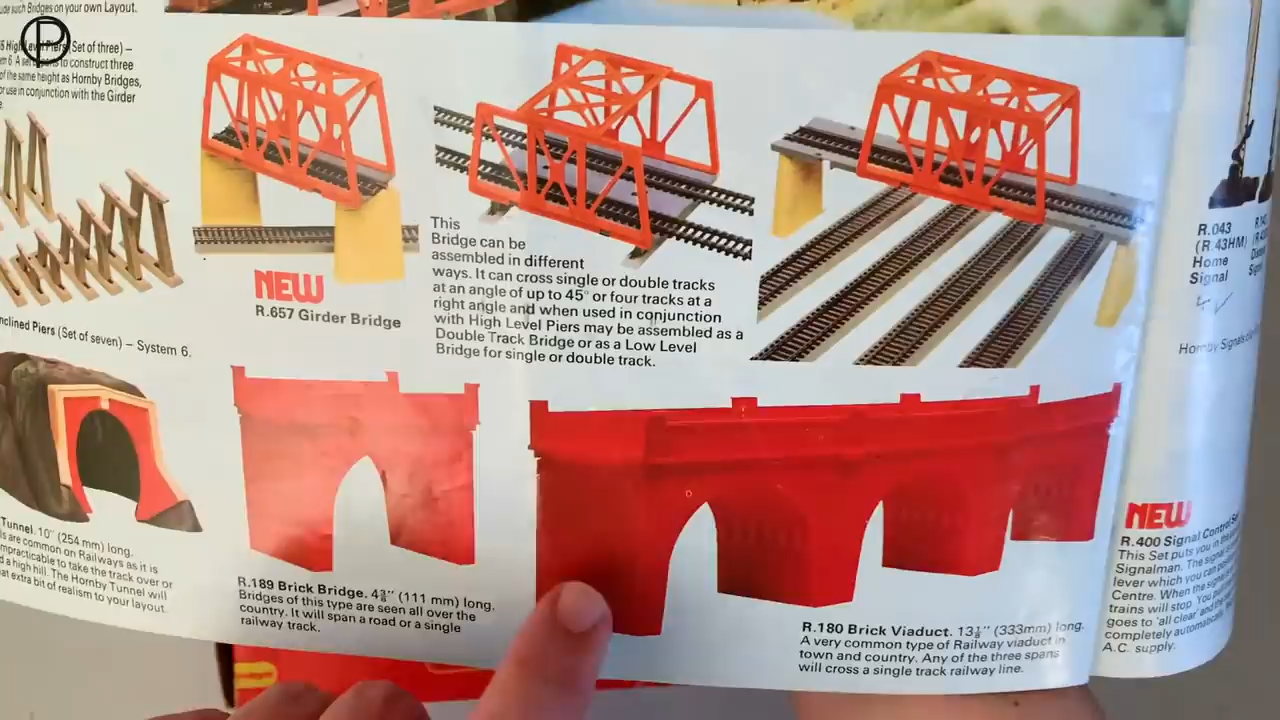 such Bridges on your own Layout.
High Level Piers (Set of three) –
to construct three
of the same height as Hornby Bridges,
or use in conjunction with the Girder
P
NEW
R.657 Girder Bridge
This
Bridge can be
assembled in different
ways. It can cross single or double tracks
at an angle of up to 45° or four tracks at a
right angle and when used in conjunction
with High Level Piers may be assembled as a
Double Track Bridge or as a Low Level
Bridge for single or double track.
R.043
(R.43HM)
Home
Signal
Hornby Signals
Inclined Piers (Set of seven) – System 6.
Tunnel. 10" (254 mm) long.
are common on Railways as it is
impracticable to take the track over or
a high hill. The Hornby Tunnel will
extra bit of realism to your layout.
R.189 Brick Bridge. 4⅜" (111 mm) long.
Bridges of this type are seen all over the
country. It will span a road or a single
railway track.
R.180 Brick Viaduct. 13⅛" (333mm) long.
A very common type of Railway viaduct in
town and country. Any of the three spans
will cross a single track railway line.
NEW
R.400 Signal Control
This Set puts you in the
Signalman. The signal
lever which you can
Centre. When the signal
trains will stop. You
goes to 'all clear' and the
completely automatic
A.C. supply.